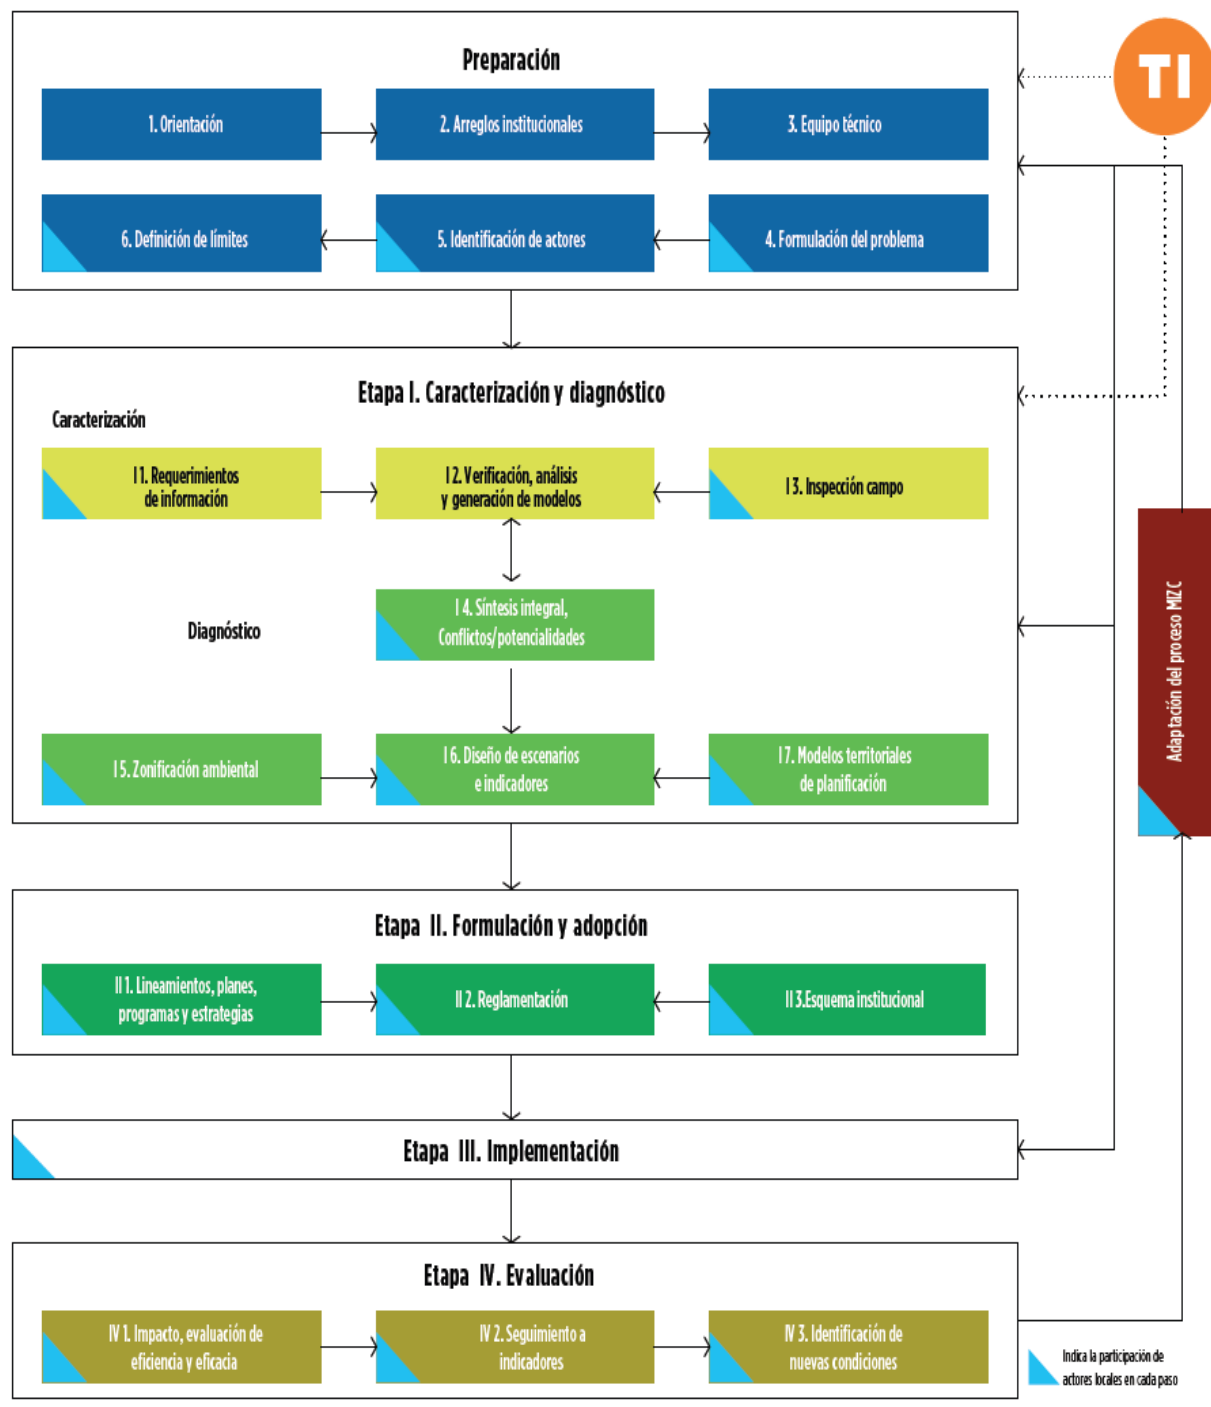 Preparación
TI
1. Orientación
2. Arreglos institucionales
3. Equipo técnico
6. Definición de límites
5. Identificación de actores
4. Formulación del problema
Etapa I. Caracterización y diagnóstico
Caracterización
I 1. Requerimientos
de información
I 2. Verificación, análisis
y generación de modelos
I 3. Inspección campo
Diagnóstico
I 4. Síntesis integral,
Conflictos/potencialidades
I 5. Zonificación ambiental
I 6. Diseño de escenarios
e indicadores
I 7. Modelos territoriales
de planificación
Adaptación del proceso MIZC
Etapa II. Formulación y adopción
II 1. Lineamientos, planes,
programas y estrategias
II 2. Reglamentación
II 3.Esquema institucional
Etapa III. Implementación
Etapa IV. Evaluación
IV 1. Impacto, evaluación de
eficiencia y eficacia
IV 2. Seguimiento a
indicadores
IV 3. Identificación de
nuevas condiciones
Indica la participación de
actores locales en cada paso